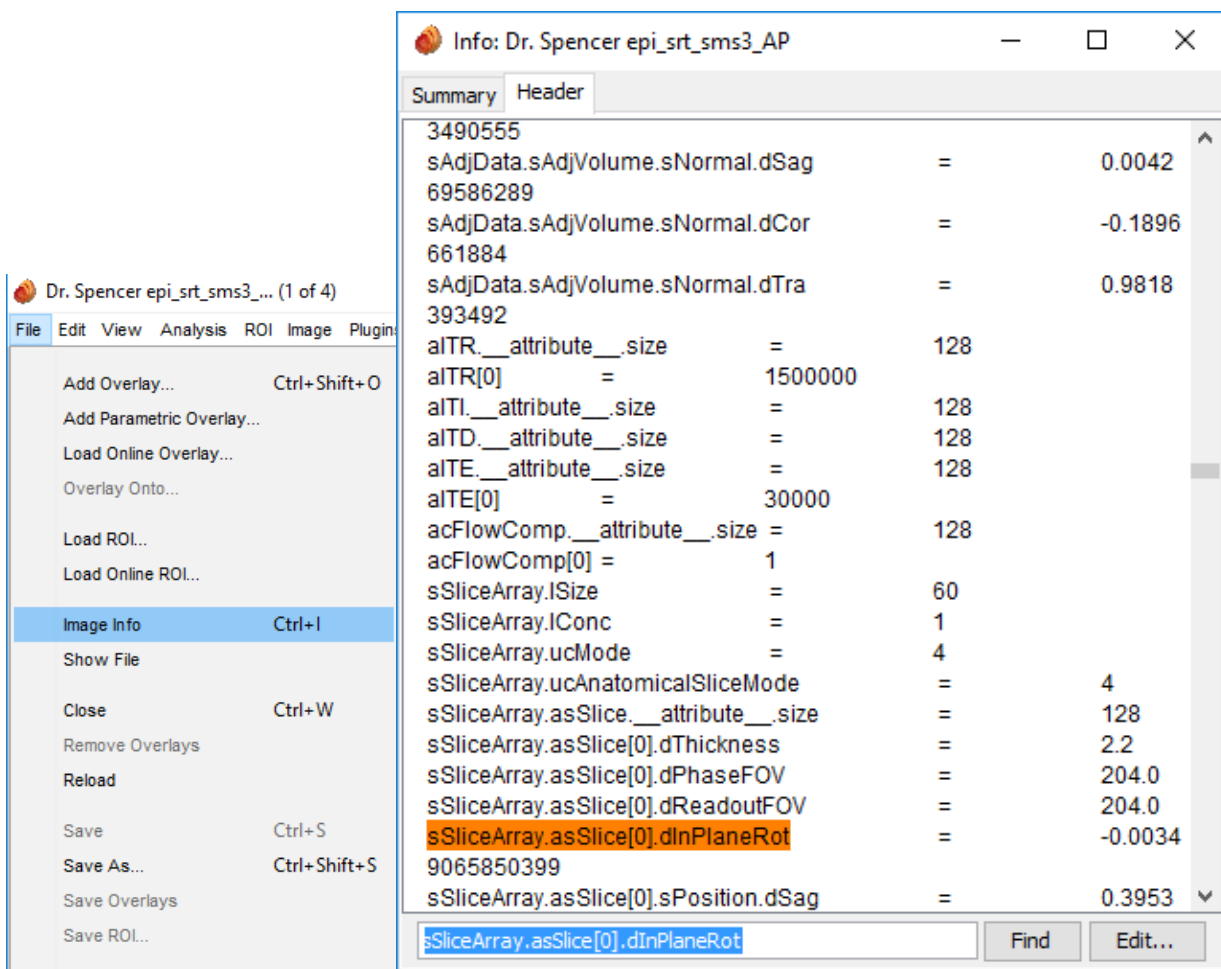 Dr. Spencer epi_srt_sms3_... (1 of 4)
File Edit View Analysis ROI Image Plugin
Add Overlay... Ctrl+Shift+O
Add Parametric Overlay...
Load Online Overlay...
Overlay Onto...
Load ROI...
Load Online ROI...
Image Info Ctrl+I
Show File
Close Ctrl+W
Remove Overlays
Reload
Save Ctrl+S
Save As... Ctrl+Shift+S
Save Overlays
Save ROI...
Info: Dr. Spencer epi_srt_sms3_AP
Summary Header
3490555
sAdjData.sAdjVolume.sNormal.dSag = 0.0042
69586289
sAdjData.sAdjVolume.sNormal.dCor = -0.1896
661884
sAdjData.sAdjVolume.sNormal.dTra = 0.9818
393492
alTR.__attribute__.size = 128
alTR[0] = 1500000
alTI.__attribute__.size = 128
alTD.__attribute__.size = 128
alTE.__attribute__.size = 128
alTE[0] = 30000
acFlowComp.__attribute__.size = 128
acFlowComp[0] = 1
sSliceArray.lSize = 60
sSliceArray.lConc = 1
sSliceArray.ucMode = 4
sSliceArray.ucAnatomicalSliceMode = 4
sSliceArray.asSlice.__attribute__.size = 128
sSliceArray.asSlice[0].dThickness = 2.2
sSliceArray.asSlice[0].dPhaseFOV = 204.0
sSliceArray.asSlice[0].dReadoutFOV = 204.0
sSliceArray.asSlice[0].dInPlaneRot = -0.0034
9065850399
sSliceArray.asSlice[0].sPosition.dSag = 0.3953
sSliceArray.asSlice[0].dInPlaneRot Find Edit...